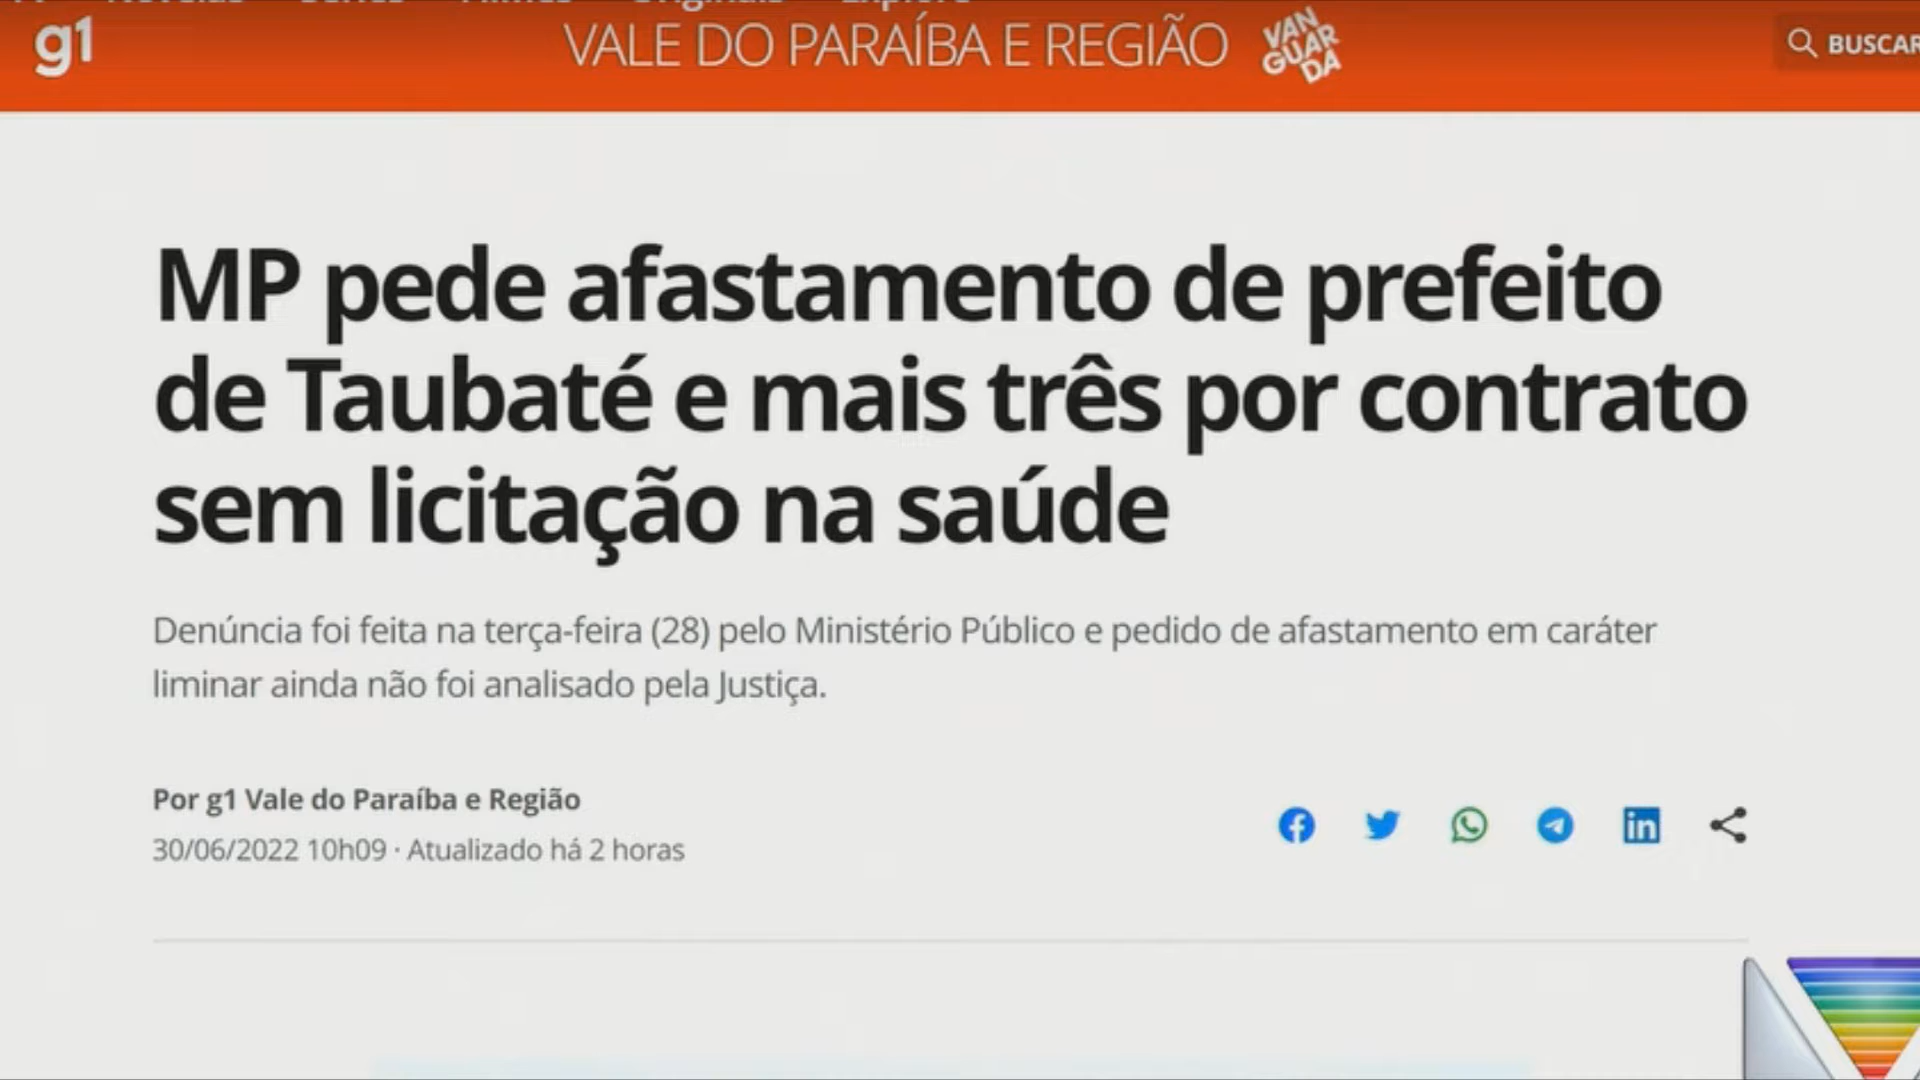 g1
VALE DO PARAÍBA E REGIÃO
VAN
GUAR
DA
BUSCAR
MP pede afastamento de prefeito
de Taubaté e mais três por contrato
sem licitação na saúde
Denúncia foi feita na terça-feira (28) pelo Ministério Público e pedido de afastamento em caráter
liminar ainda não foi analisado pela Justiça.
Por g1 Vale do Paraíba e Região
30/06/2022 10h09 · Atualizado há 2 horas
in